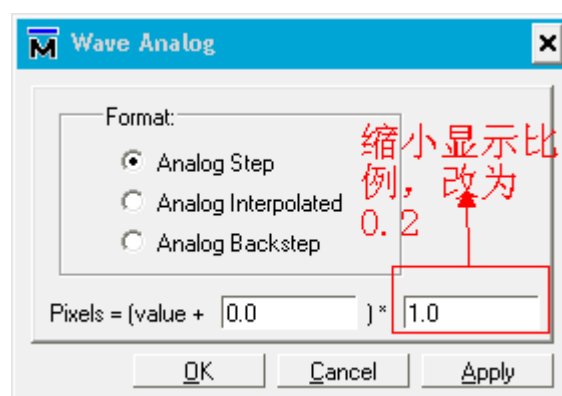 Wave Analog
Format:
Analog Step
Analog Interpolated
Analog Backstep
缩小显示比
例，改为
0.2
Pixels = (value + 0.0 ) * 1.0
OK Cancel Apply